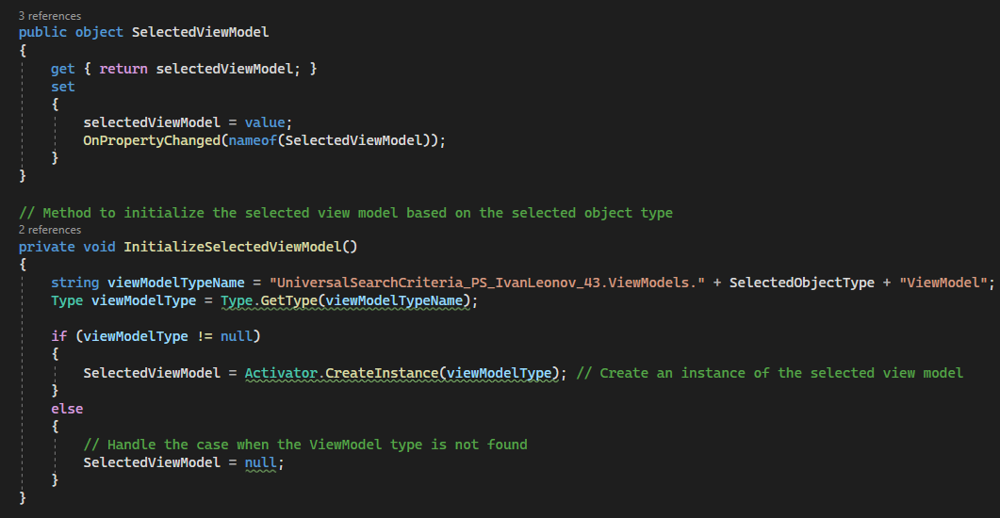 3 references
public object SelectedViewModel
{
get { return selectedViewModel; }
set
{
selectedViewModel = value;
OnPropertyChanged(nameof(SelectedViewModel));
}
}
// Method to initialize the selected view model based on the selected object type
2 references
private void InitializeSelectedViewModel()
{
string viewModelTypeName = "UniversalSearchCriteria_PS_IvanLeonov_43.ViewModels." + SelectedObjectType + "ViewModel";
Type viewModelType = Type.GetType(viewModelTypeName);
if (viewModelType != null)
{
SelectedViewModel = Activator.CreateInstance(viewModelType); // Create an instance of the selected view model
}
else
{
// Handle the case when the ViewModel type is not found
SelectedViewModel = null;
}
}